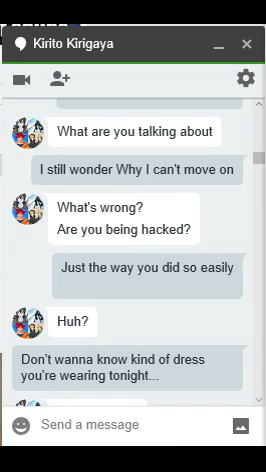 Kirito Kirigaya
What are you talking about
I still wonder Why I can't move on
What's wrong?
Are you being hacked?
Just the way you did so easily
Huh?
Don't wanna know kind of dress
you're wearing tonight...
Send a message